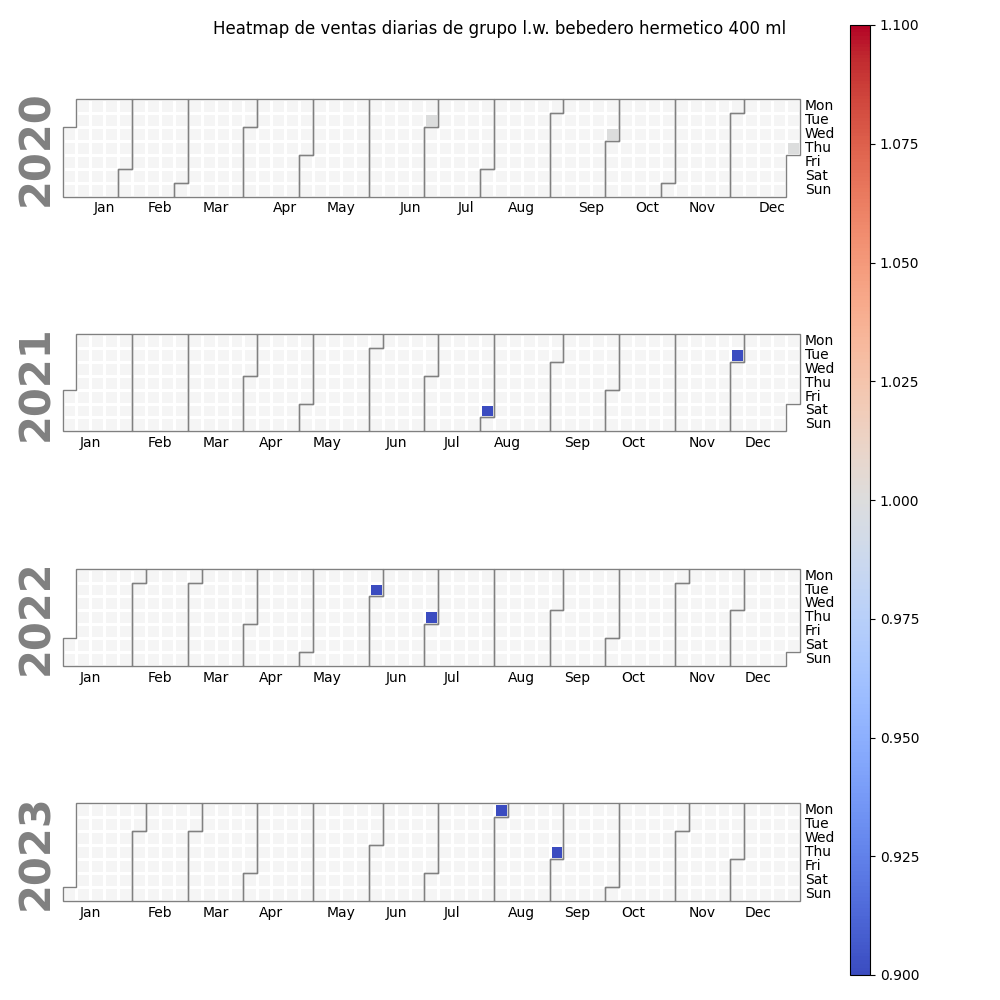 Heatmap de ventas diarias de grupo l.w. bebedero hermetico 400 ml
2020
Mon
Tue
Wed
Thu
Fri
Sat
Sun
Jan Feb Mar Apr May Jun Jul Aug Sep Oct Nov Dec
2021
Mon
Tue
Wed
Thu
Fri
Sat
Sun
Jan Feb Mar Apr May Jun Jul Aug Sep Oct Nov Dec
2022
Mon
Tue
Wed
Thu
Fri
Sat
Sun
Jan Feb Mar Apr May Jun Jul Aug Sep Oct Nov Dec
2023
Mon
Tue
Wed
Thu
Fri
Sat
Sun
Jan Feb Mar Apr May Jun Jul Aug Sep Oct Nov Dec
1.100
1.075
1.050
1.025
1.000
0.975
0.950
0.925
0.900